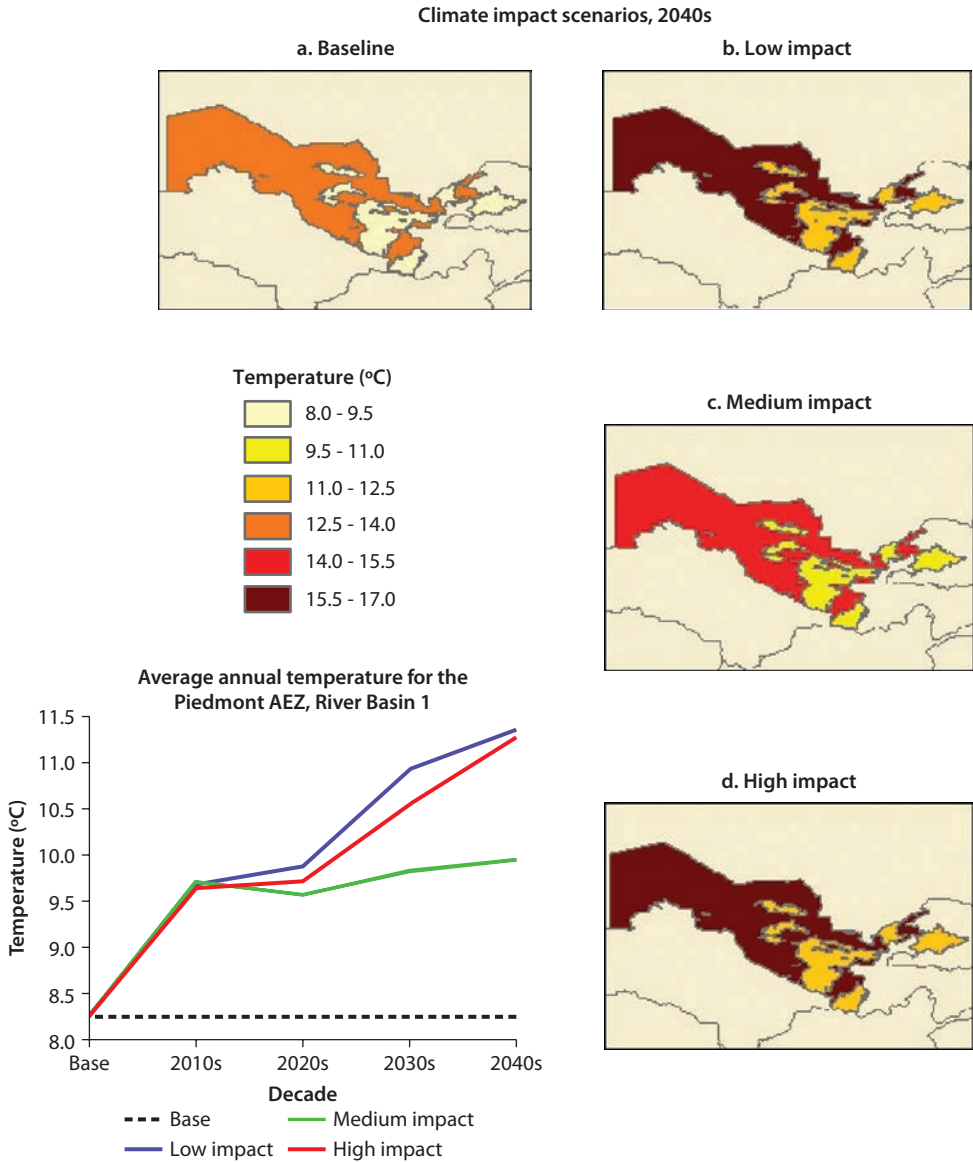 Climate impact scenarios, 2040s
a. Baseline
b. Low impact
Temperature (ºC)
8.0 - 9.5
9.5 - 11.0
11.0 - 12.5
12.5 - 14.0
14.0 - 15.5
15.5 - 17.0
c. Medium impact
Average annual temperature for the
Piedmont AEZ, River Basin 1
Temperature (ºC)
11.5
11.0
10.5
10.0
9.5
9.0
8.5
8.0
Base
2010s
2020s
2030s
2040s
Decade
Base
Medium impact
Low impact
High impact
d. High impact